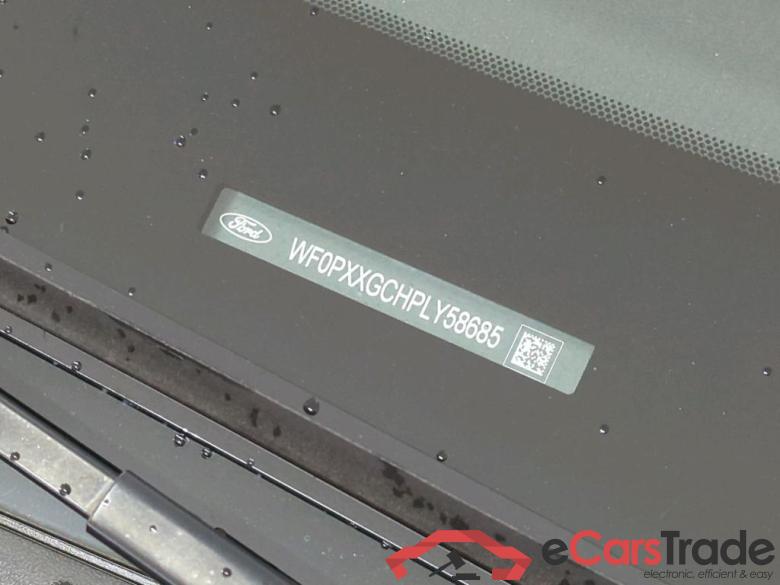 Ford
WF0PXXGCHPLY58685
eCarsTrade
electronic, efficient & easy